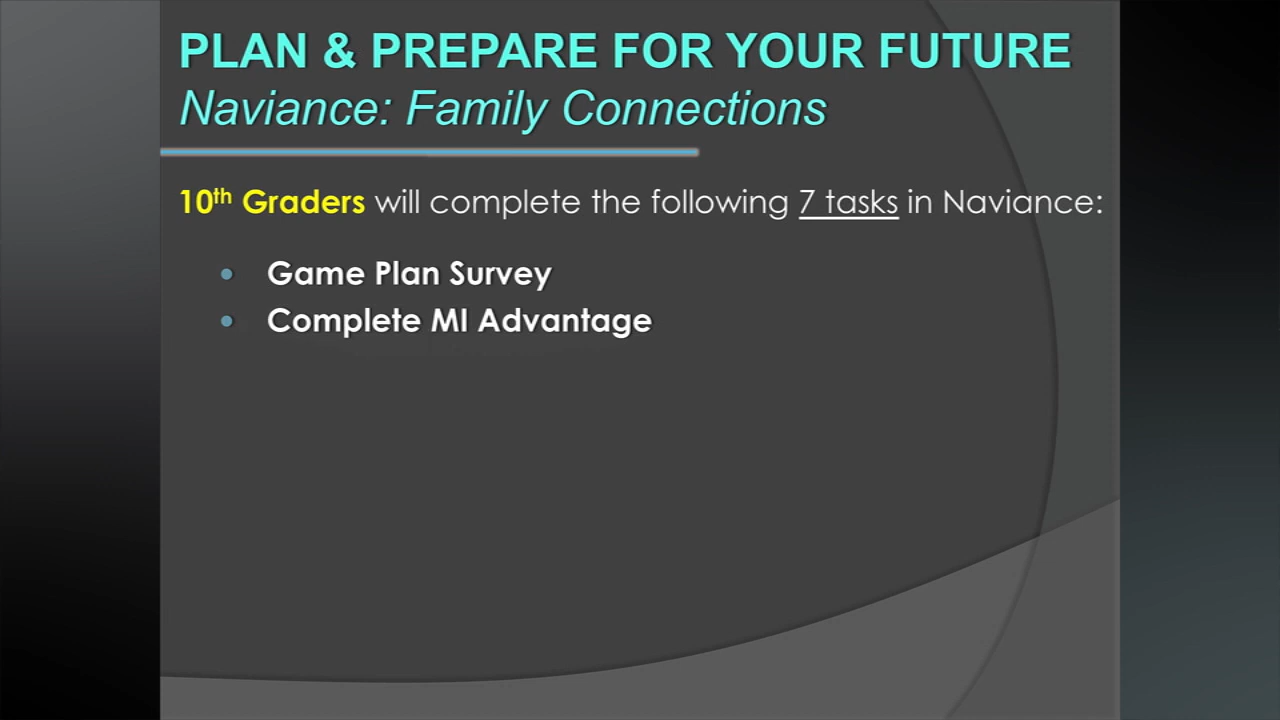 PLAN & PREPARE FOR YOUR FUTURE
Naviance: Family Connections
10th Graders will complete the following 7 tasks in Naviance:
• Game Plan Survey
• Complete MI Advantage